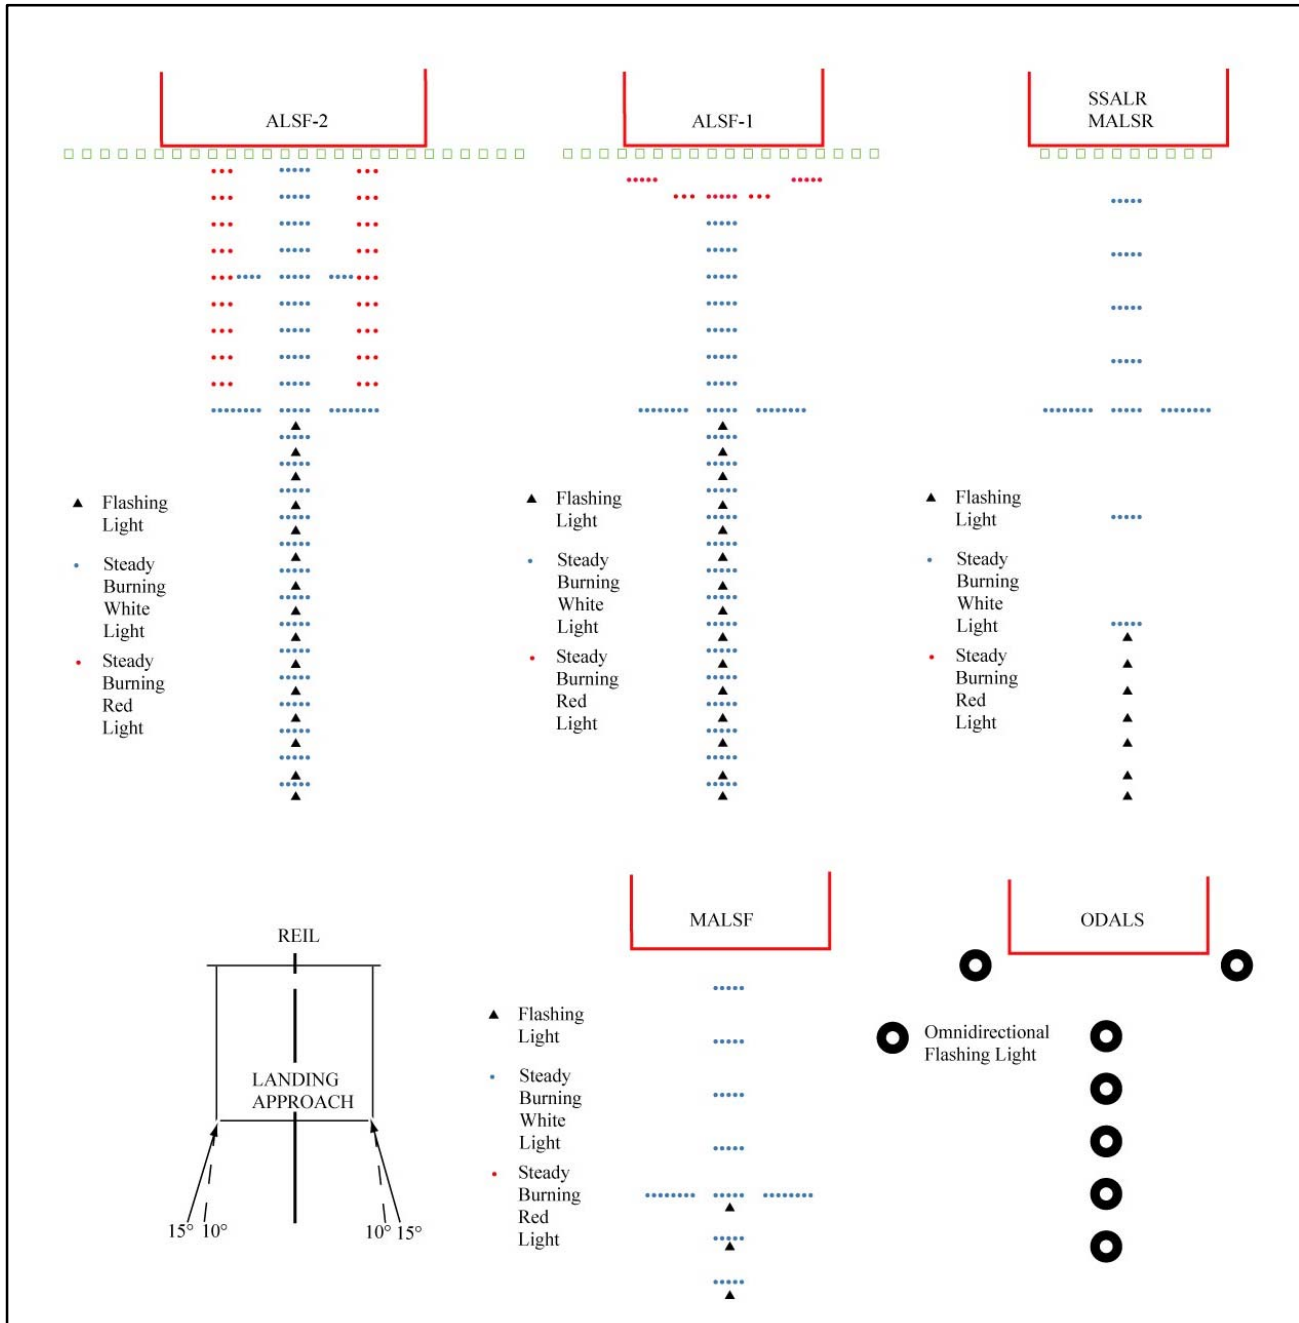 ALSF-2
ALSF-1
SSALR
MALSR
Flashing
Light
Steady
Burning
White
Light
Steady
Burning
Red
Light
Flashing
Light
Steady
Burning
White
Light
Steady
Burning
Red
Light
Flashing
Light
Steady
Burning
White
Light
Steady
Burning
Red
Light
REIL
LANDING
APPROACH
15° 10°
10° 15°
MALSF
Flashing
Light
Steady
Burning
White
Light
Steady
Burning
Red
Light
ODALS
Omnidirectional
Flashing Light